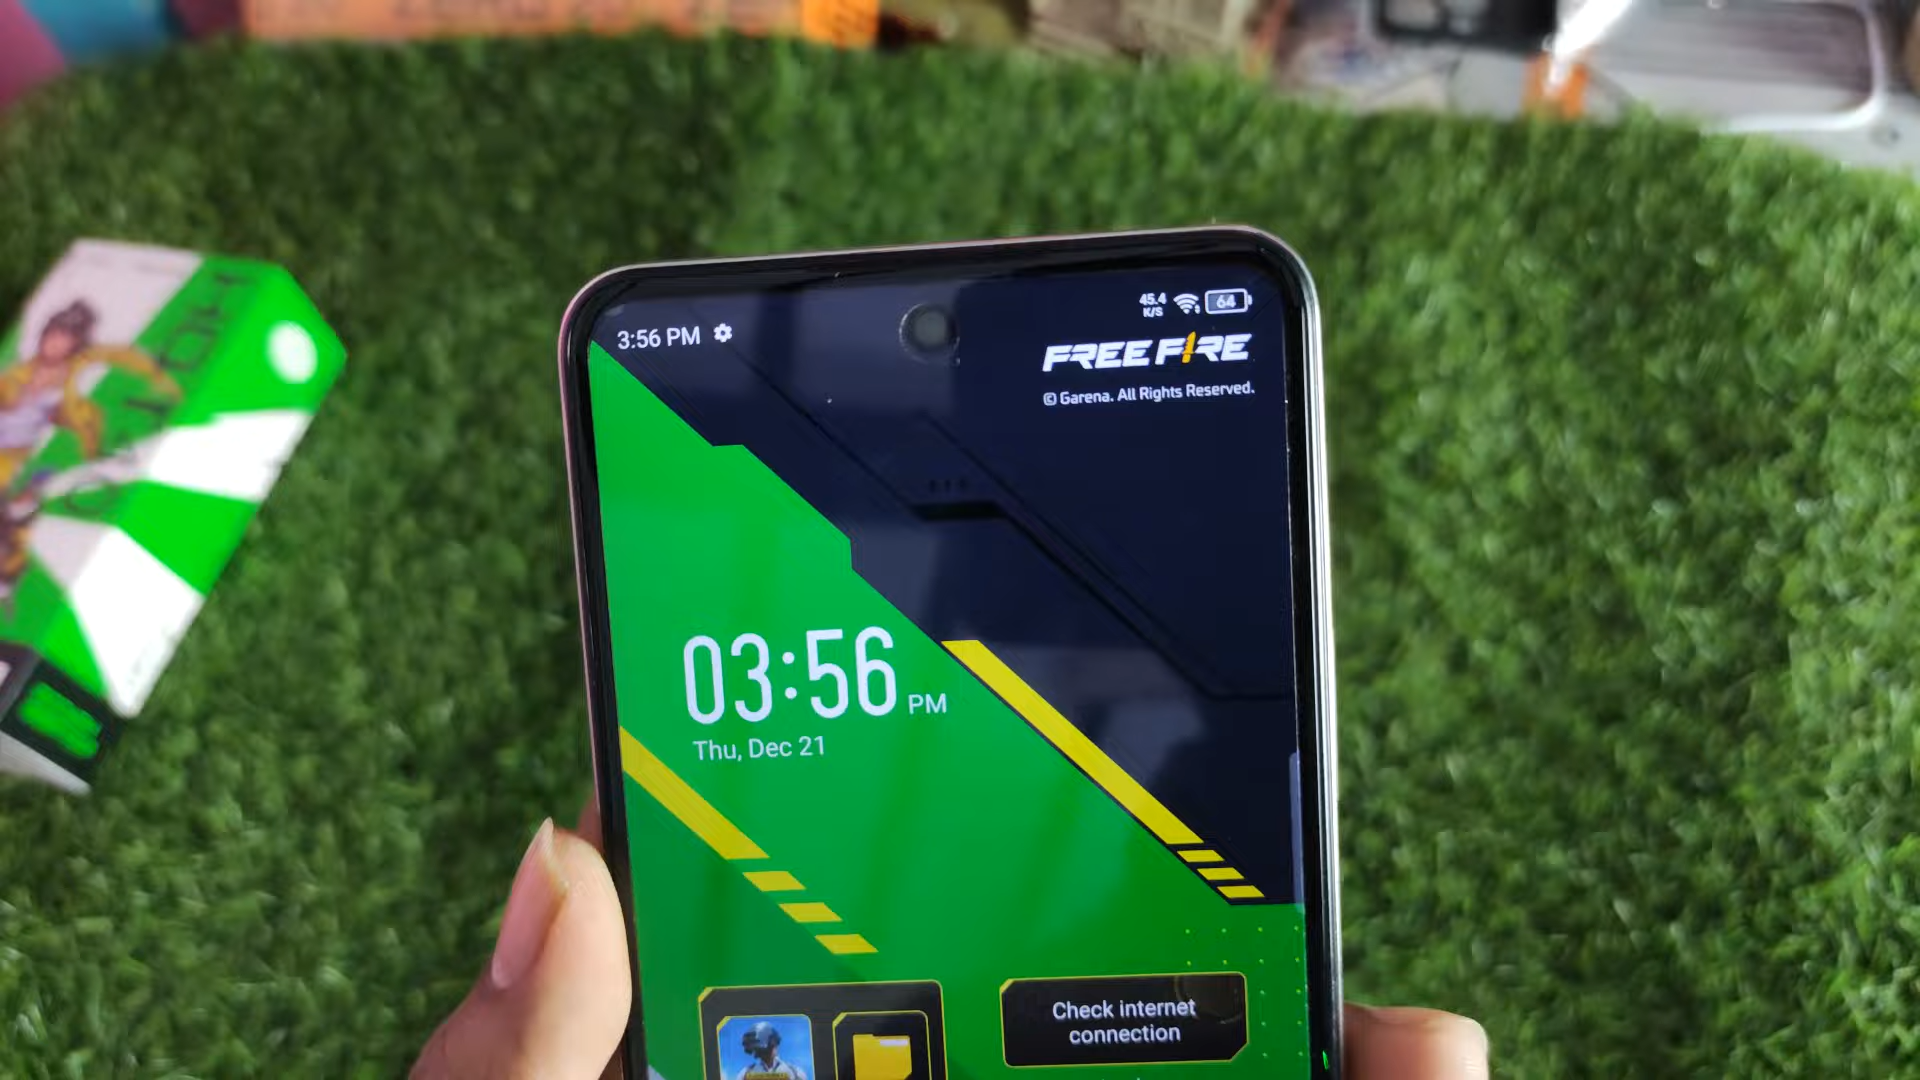 3:56 PM
45.4
K/S
64
FREE FIRE
© Garena. All Rights Reserved.
03:56 PM
Thu, Dec 21
Check internet
connection